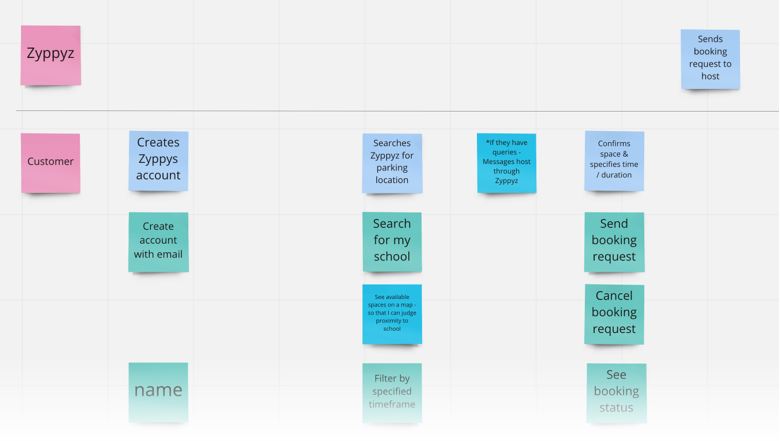 Zyppyz
Sends
booking
request to
host
Customer
Creates
Zyppys
account
Searches
Zyppyz for
parking
location
*If they have
queries -
Messages host
through
Zyppyz
Confirms
space &
specifies time
/ duration
Create
account
with email
Search
for my
school
Send
booking
request
See available
spaces on a map -
so that I can judge
proximity to
school
Cancel
booking
request
name
Filter by
specified
timeframe
See
booking
status